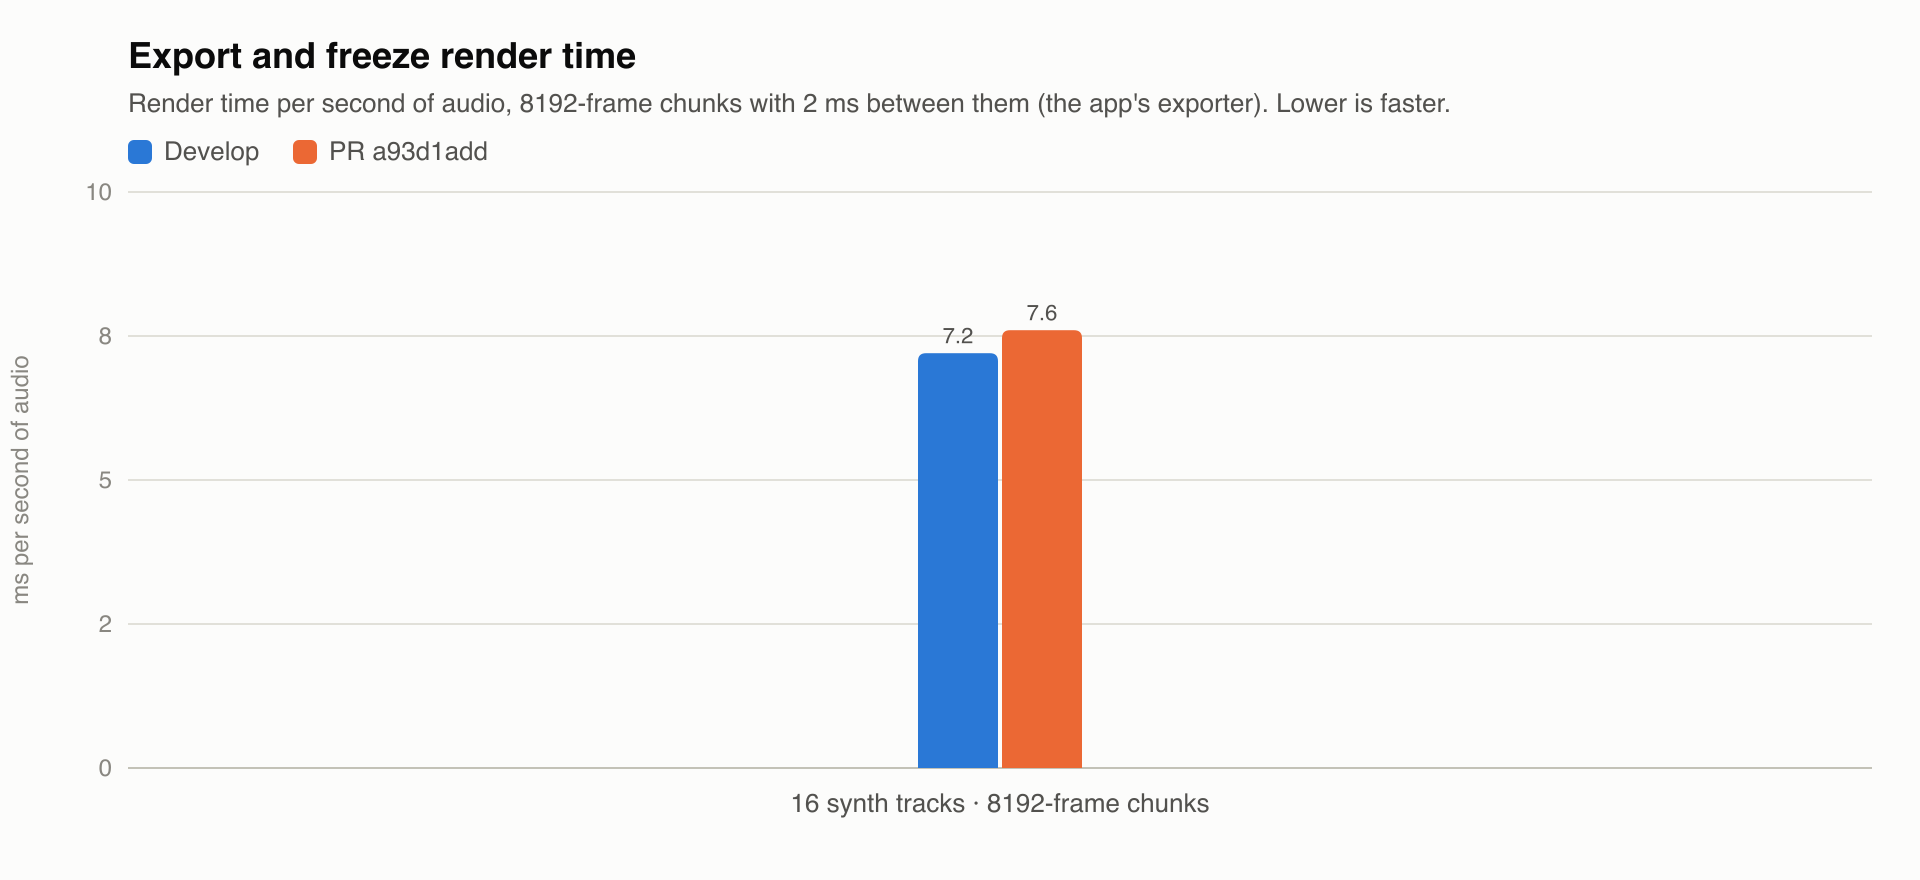 Export and freeze render time
Render time per second of audio, 8192-frame chunks with 2 ms between them (the app's exporter). Lower is faster.
Develop
PR a93d1add
10
8
5
2
0
ms per second of audio
7.2
7.6
16 synth tracks · 8192-frame chunks